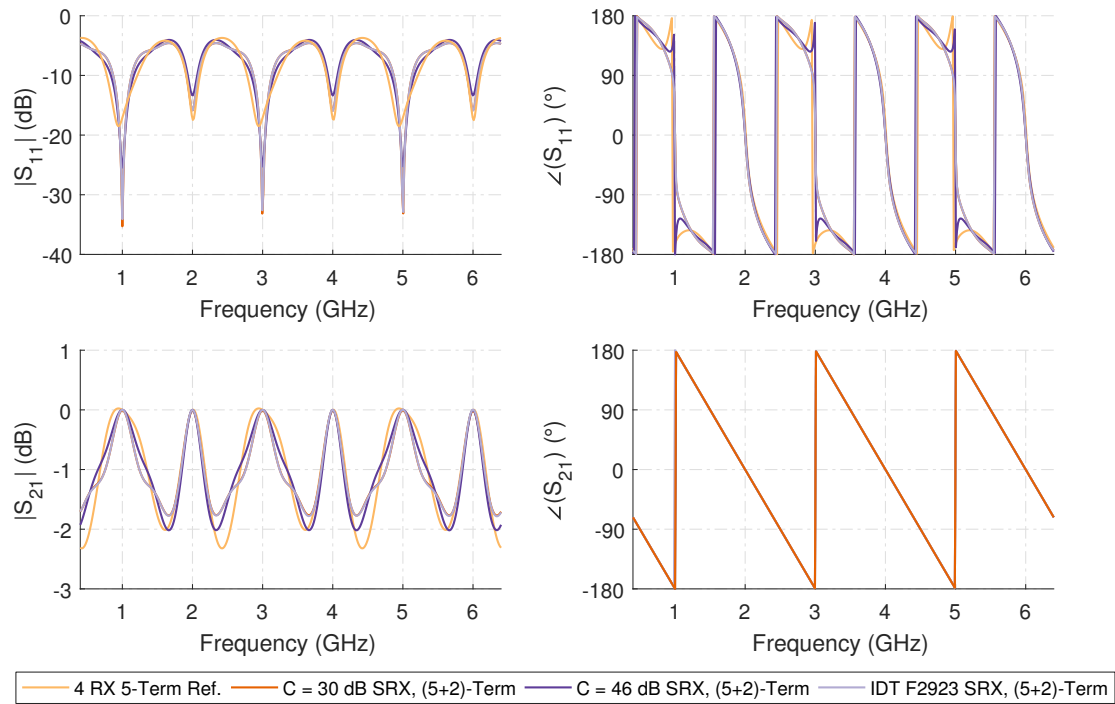 0
-10
-20
-30
-40
|S_11| (dB)
1 2 3 4 5 6
Frequency (GHz)
180
90
0
-90
-180
∠(S_11) (°)
1 2 3 4 5 6
Frequency (GHz)
1
0
-1
-2
-3
|S_21| (dB)
1 2 3 4 5 6
Frequency (GHz)
180
90
0
-90
-180
∠(S_21) (°)
1 2 3 4 5 6
Frequency (GHz)
4 RX 5-Term Ref. C = 30 dB SRX, (5+2)-Term C = 46 dB SRX, (5+2)-Term IDT F2923 SRX, (5+2)-Term